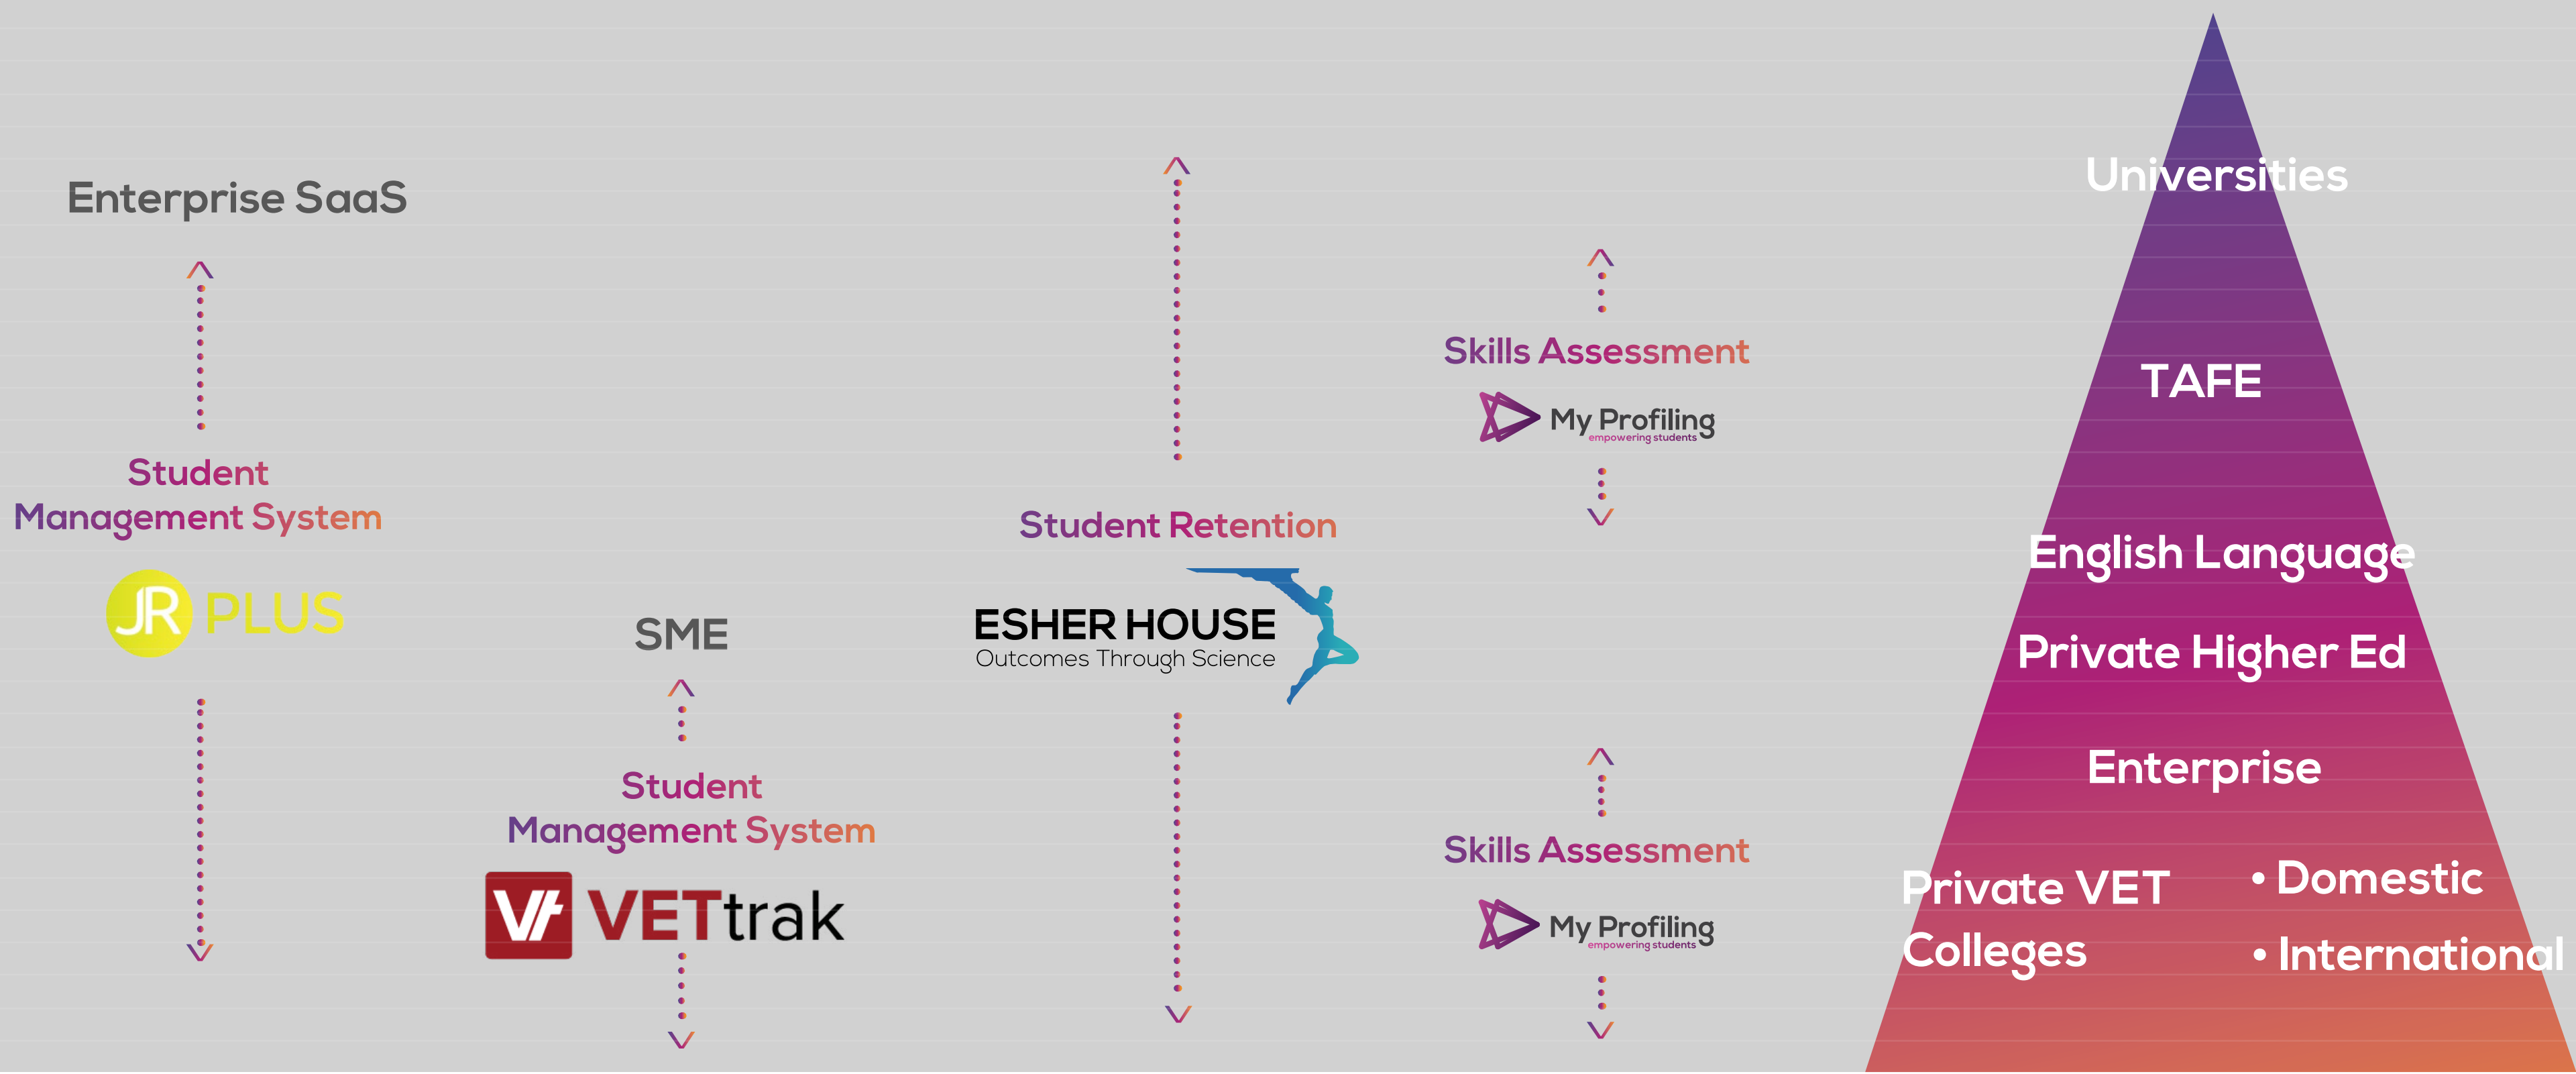 Enterprise SaaS
Student
Management System
JR PLUS
SME
Student
Management System
VT VETtrak
Student Retention
ESHER HOUSE
Outcomes Through Science
Skills Assessment
My Profiling
empowering students
Skills Assessment
My Profiling
empowering students
Universities
TAFE
English Language
Private Higher Ed
Enterprise
Private VET
Colleges
• Domestic
• International